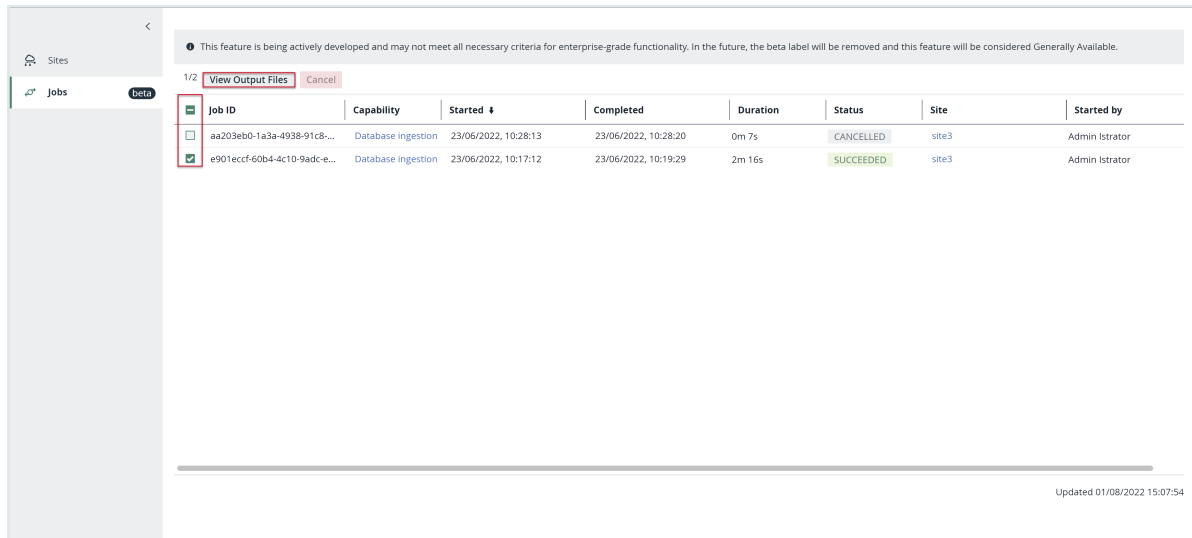 This feature is being actively developed and may not meet all necessary criteria for enterprise-grade functionality. In the future, the beta label will be removed and this feature will be considered Generally Available.
Sites
Jobs beta
1/2 View Output Files Cancel
Job ID Capability Started Completed Duration Status Site Started by
aa203eb0-1a3a-4938-91c8-... Database ingestion 23/06/2022, 10:28:13 23/06/2022, 10:28:20 0m 7s CANCELLED site3 Admin Istrator
e901eccf-60b4-4c10-9adc-e... Database ingestion 23/06/2022, 10:17:12 23/06/2022, 10:19:29 2m 16s SUCCEEDED site3 Admin Istrator
Updated 01/08/2022 15:07:54